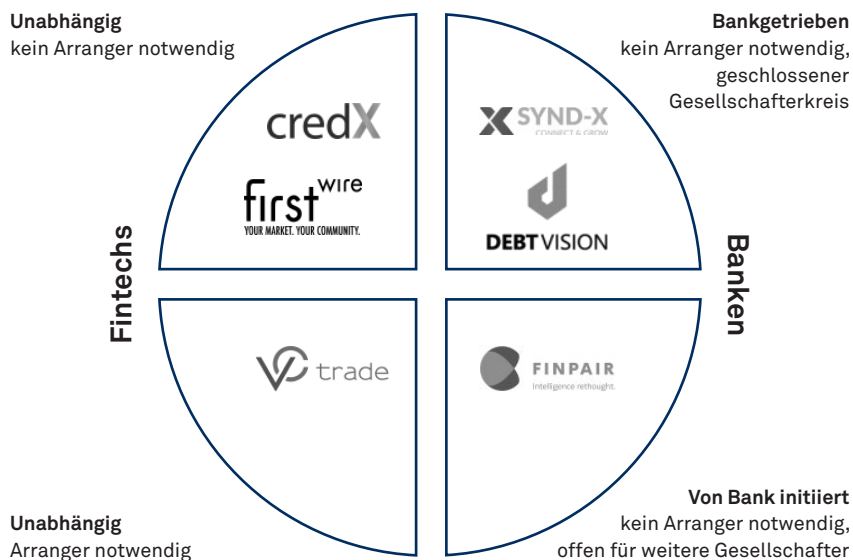 Unabhängig
kein Arranger notwendig
Bankgetrieben
kein Arranger notwendig,
geschlossener
Gesellschafterkreis
credX
SYND-X
CONNECT & GROW
first wire
YOUR MARKET. YOUR COMMUNITY.
DEBTVISION
Fintechs
Banken
VC trade
FINPAIR
Intelligence rethought.
Unabhängig
Arranger notwendig
Von Bank initiiert
kein Arranger notwendig,
offen für weitere Gesellschafter